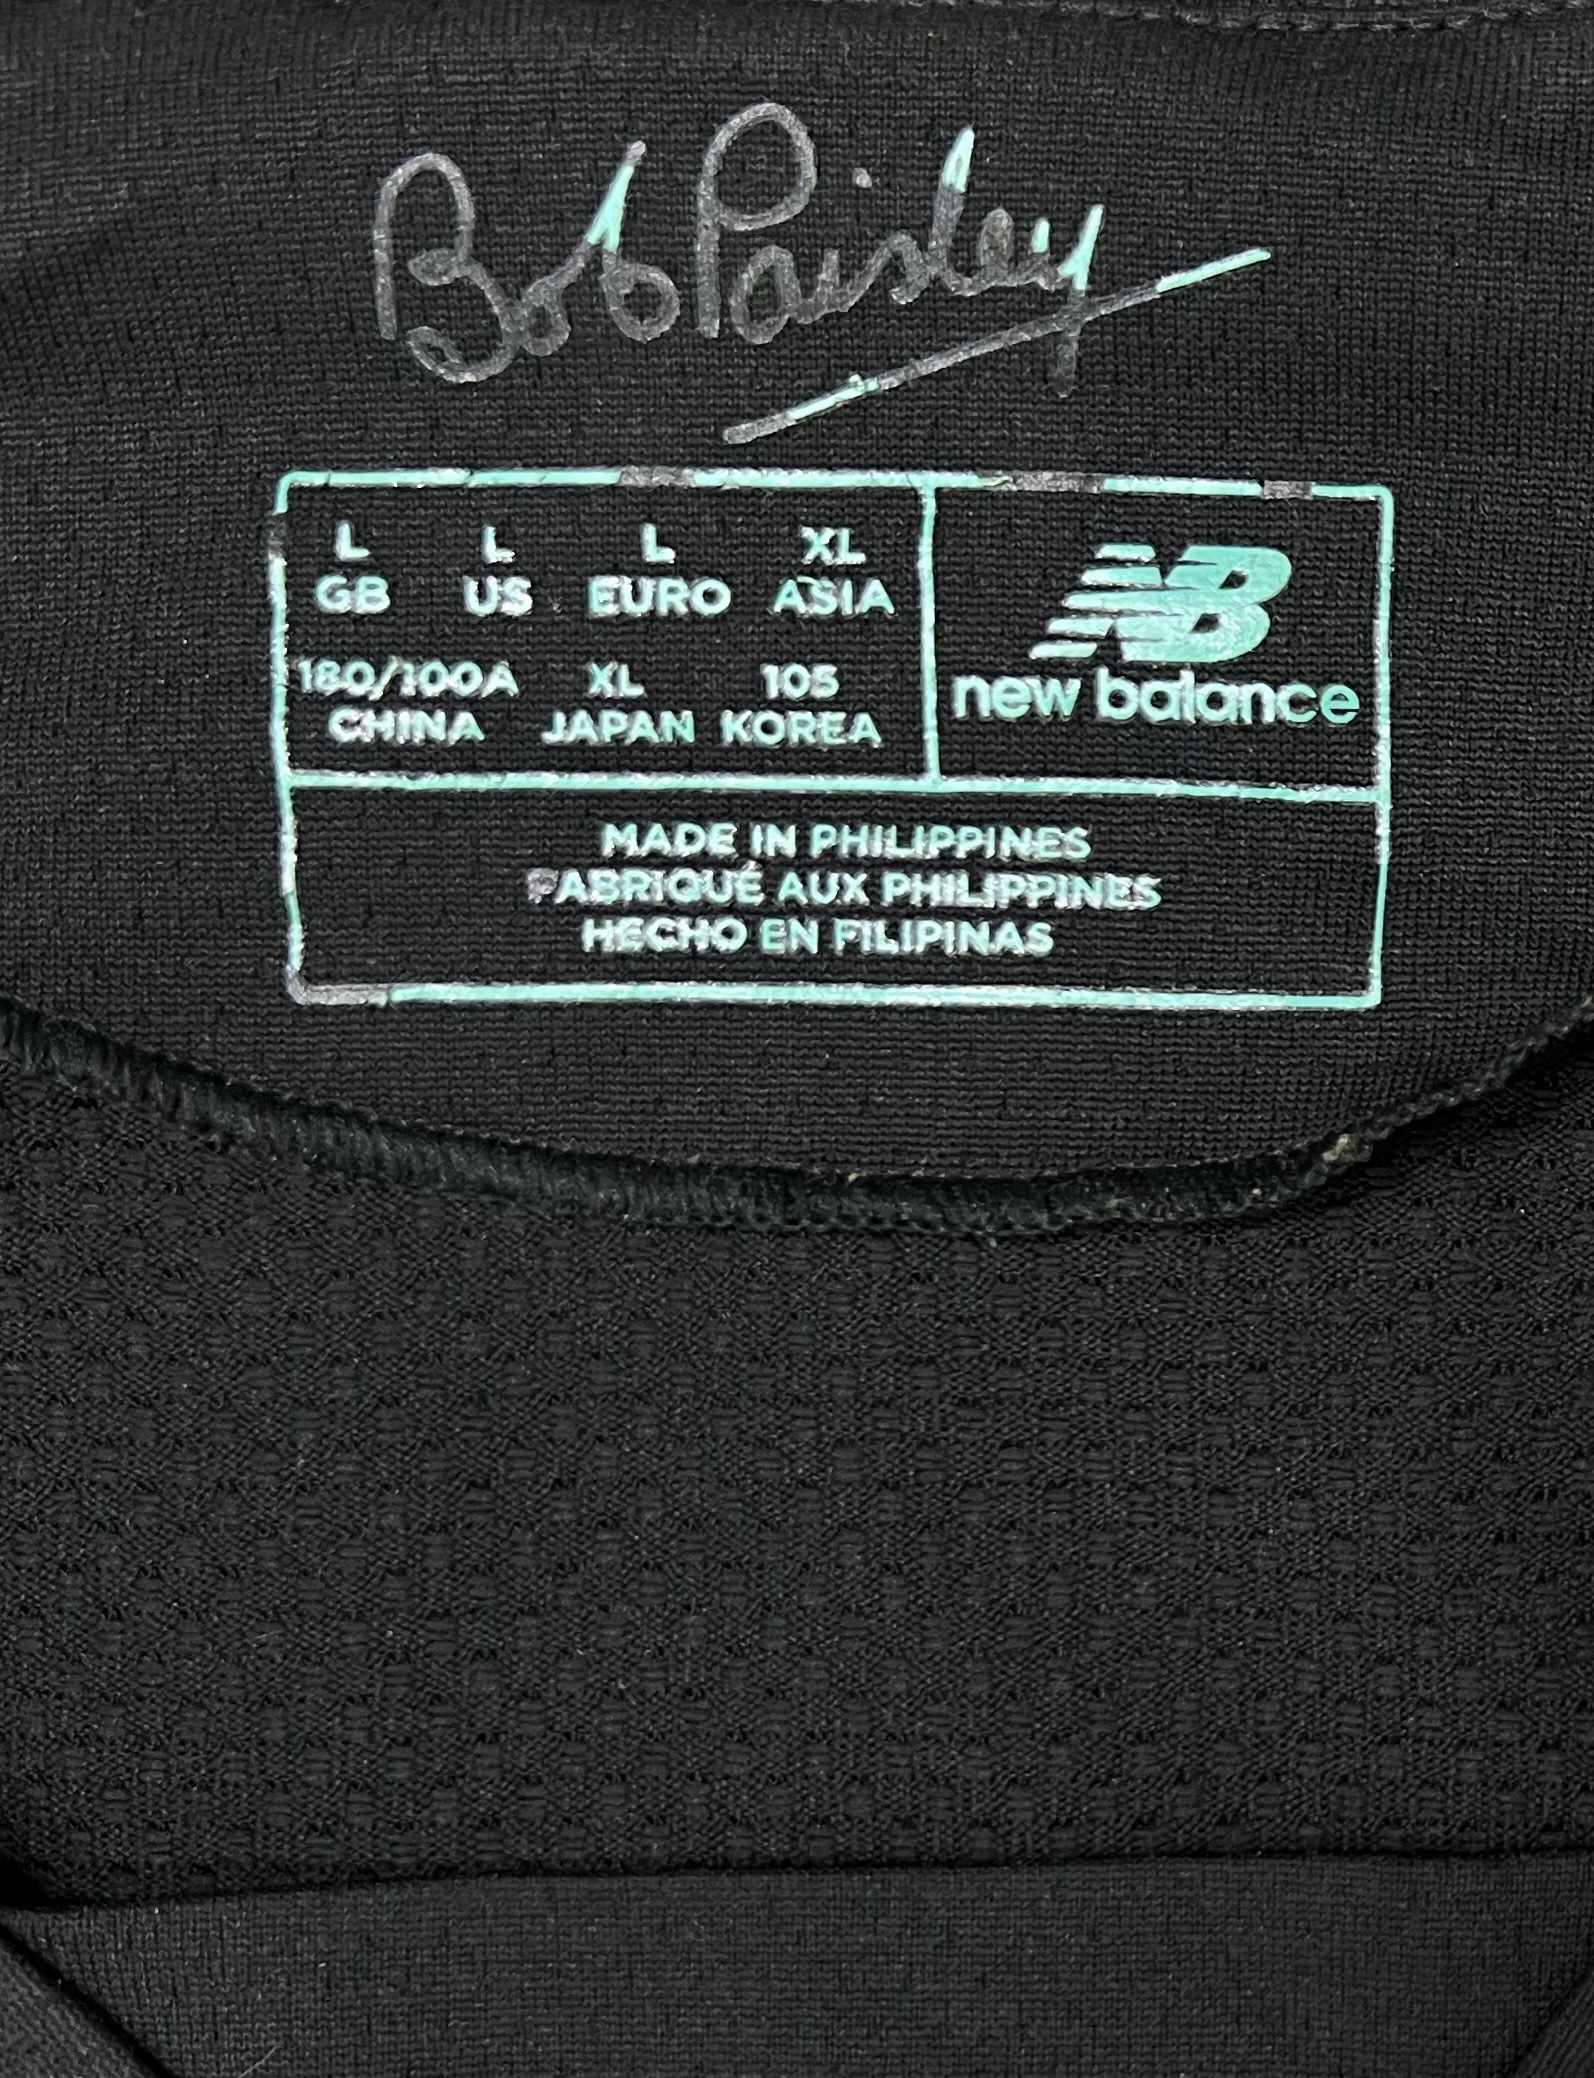 Bob Paisley
L L L XL
GB US EURO ASIA
180/100A XL 105
CHINA JAPAN KOREA
NB
new balance
MADE IN PHILIPPINES
FABRIQUÉ AUX PHILIPPINES
HECHO EN FILIPINAS